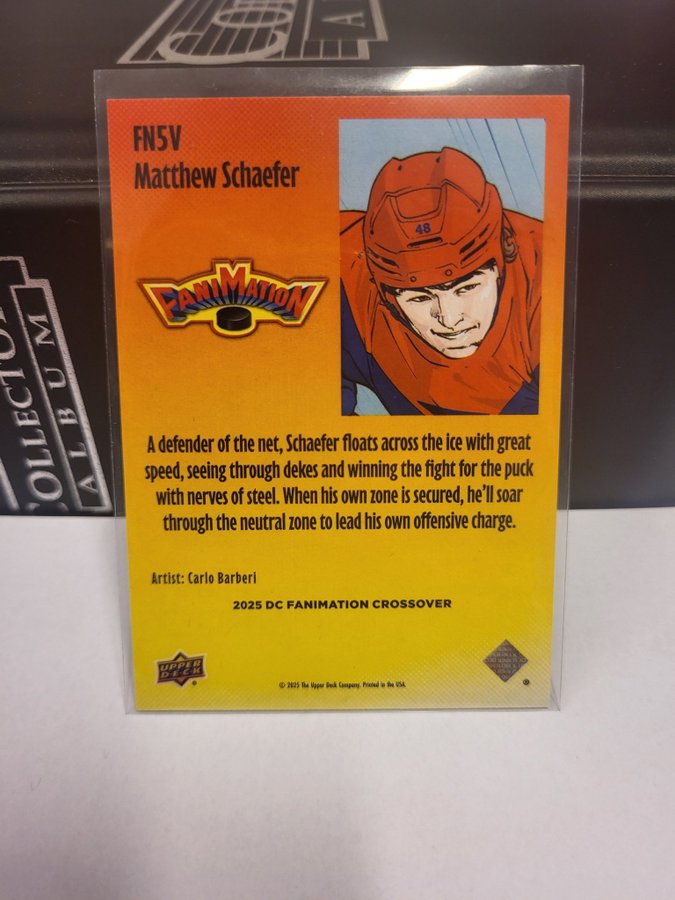 FN5V
Matthew Schaefer
48
FANIMATION
A defender of the net, Schaefer floats across the ice with great
speed, seeing through dekes and winning the fight for the puck
with nerves of steel. When his own zone is secured, he'll soar
through the neutral zone to lead his own offensive charge.
Artist: Carlo Barberi
2025 DC FANIMATION CROSSOVER
UPPER
D·E·C·K
© 2025 The Upper Deck Company. Printed in the USA.
ALBUM